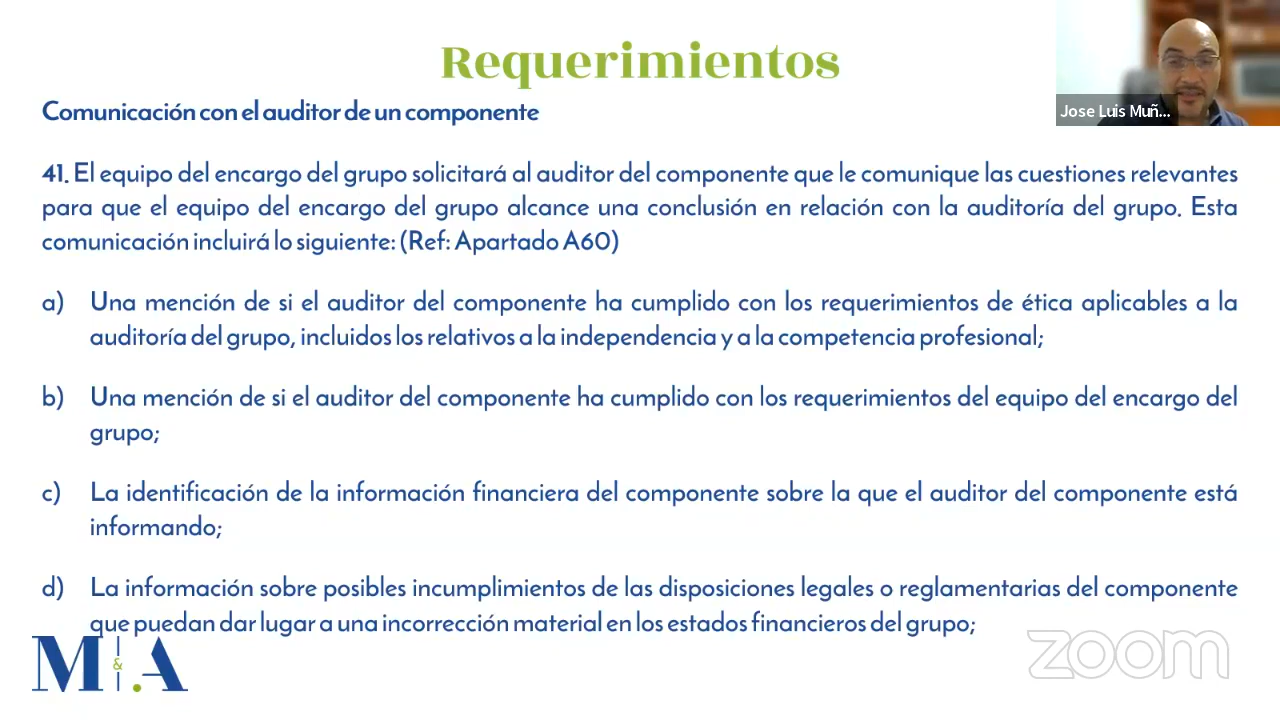 Requerimientos
Jose Luis Muñ...
Comunicación con el auditor de un componente
41. El equipo del encargo del grupo solicitará al auditor del componente que le comunique las cuestiones relevantes
para que el equipo del encargo del grupo alcance una conclusión en relación con la auditoría del grupo. Esta
comunicación incluirá lo siguiente: (Ref: Apartado A60)
a) Una mención de si el auditor del componente ha cumplido con los requerimientos de ética aplicables a la
auditoría del grupo, incluidos los relativos a la independencia y a la competencia profesional;
b) Una mención de si el auditor del componente ha cumplido con los requerimientos del equipo del encargo del
grupo;
c) La identificación de la información financiera del componente sobre la que el auditor del componente está
informando;
d) La información sobre posibles incumplimientos de las disposiciones legales o reglamentarias del componente
que puedan dar lugar a una incorrección material en los estados financieros del grupo;
M&A
zoom